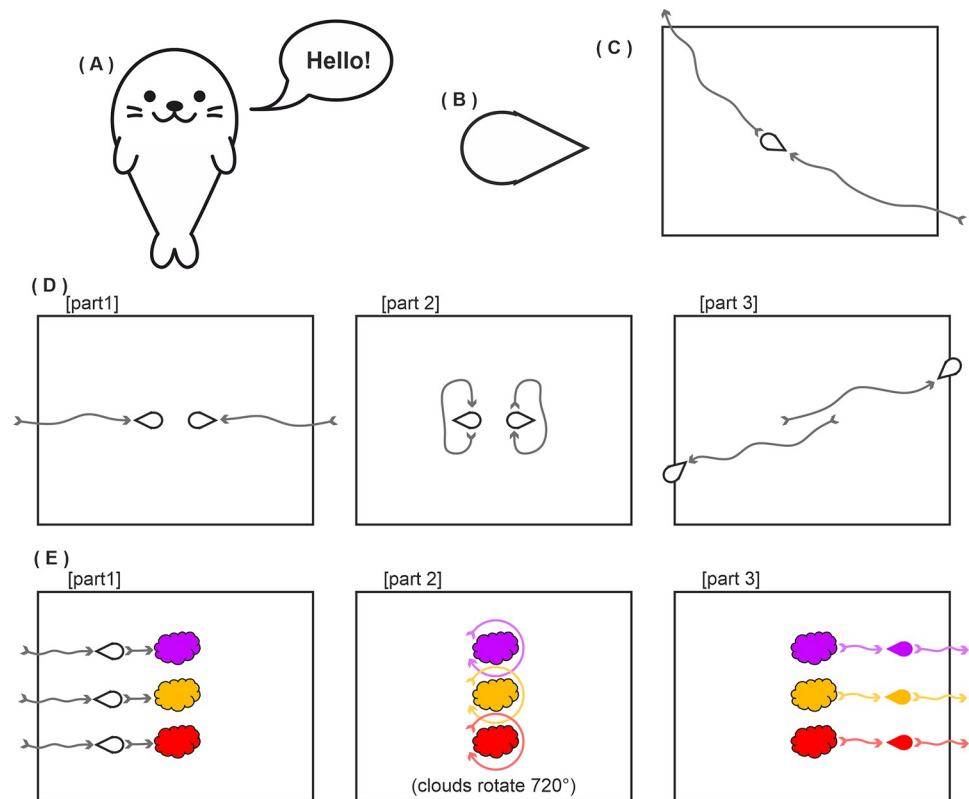 ( A )
Hello!
( B )
( C )
( D )
[part1]
[part 2]
[part 3]
( E )
[part1]
[part 2]
[part 3]
(clouds rotate 720°)